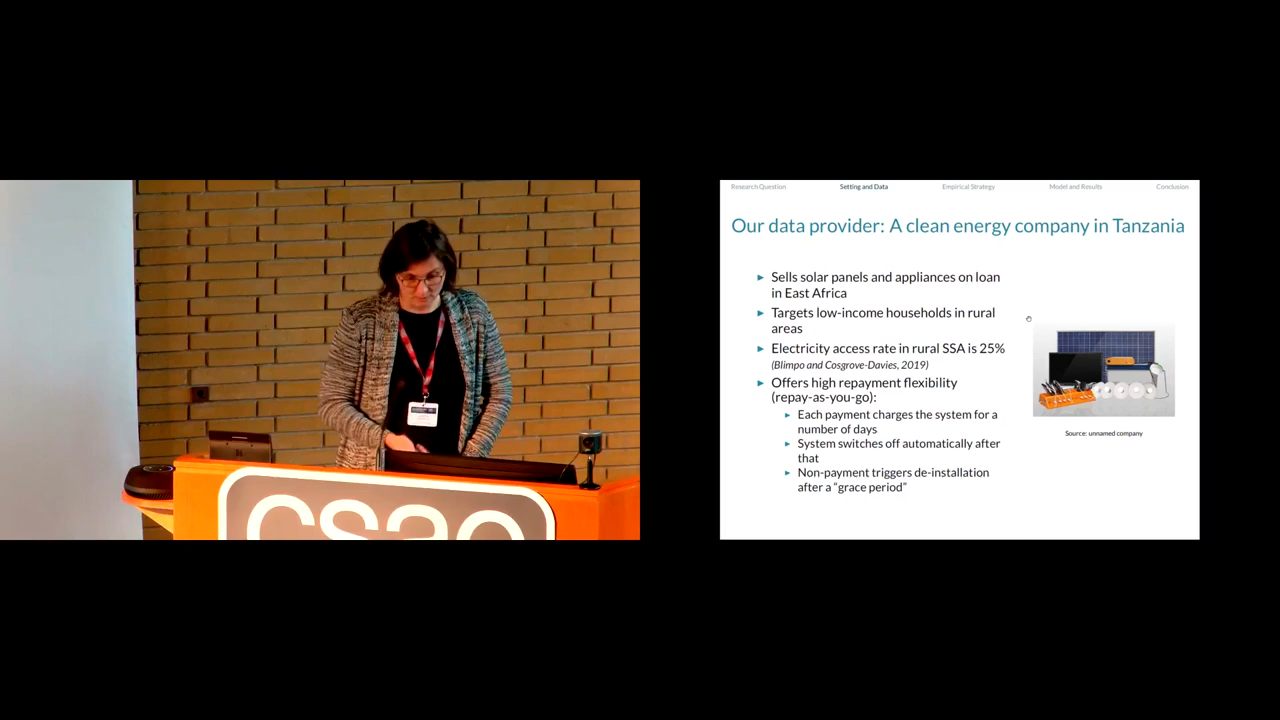 csae
Research Question
Setting and Data
Empirical Strategy
Model and Results
Conclusion
Our data provider: A clean energy company in Tanzania
► Sells solar panels and appliances on loan
in East Africa
► Targets low-income households in rural
areas
► Electricity access rate in rural SSA is 25%
(Blimpo and Cosgrove-Davies, 2019)
► Offers high repayment flexibility
(repay-as-you-go):
► Each payment charges the system for a
number of days
► System switches off automatically after
that
► Non-payment triggers de-installation
after a “grace period”
Source: unnamed company